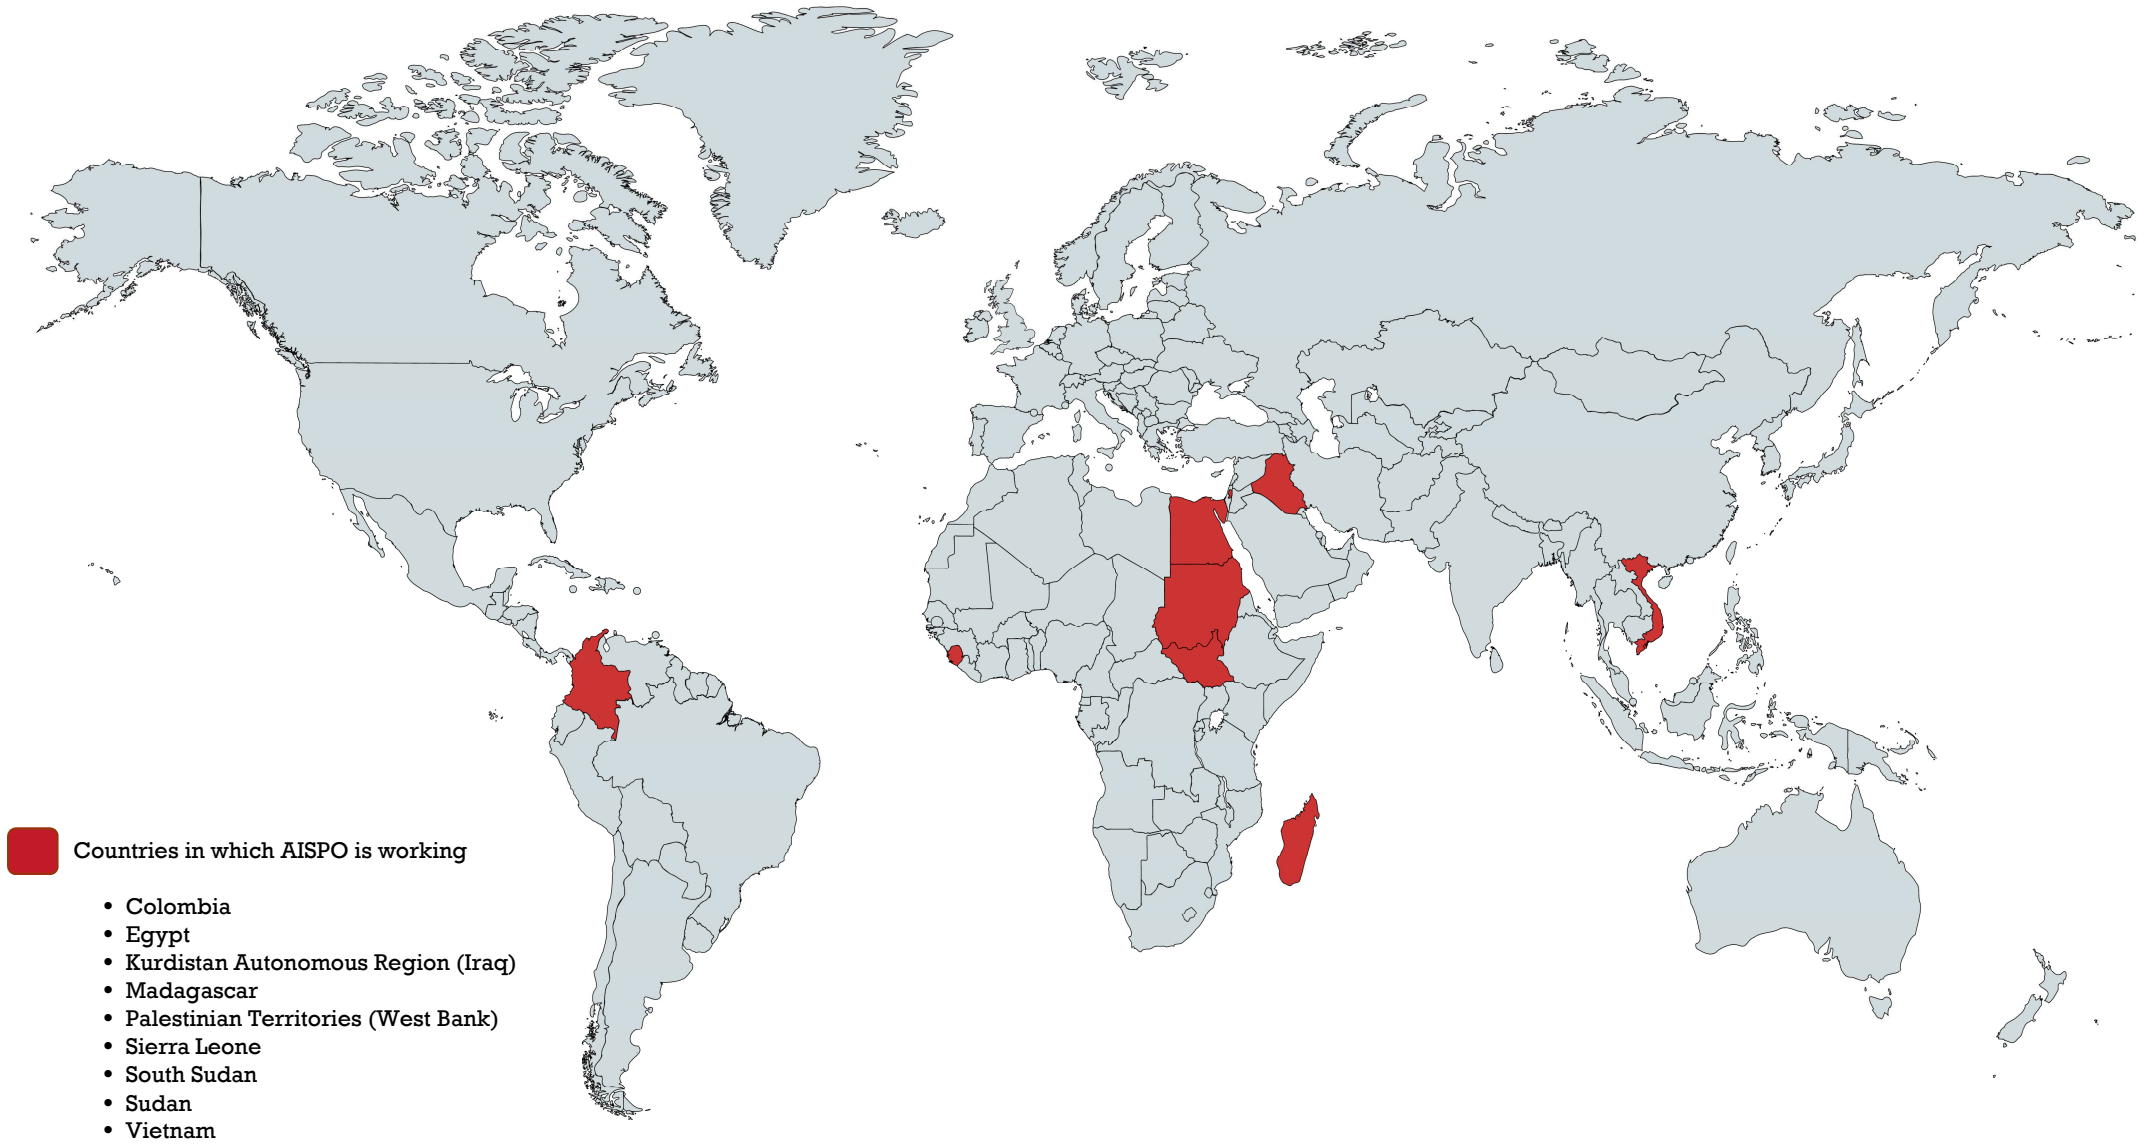 Countries in which AISPO is working
• Colombia
• Egypt
• Kurdistan Autonomous Region (Iraq)
• Madagascar
• Palestinian Territories (West Bank)
• Sierra Leone
• South Sudan
• Sudan
• Vietnam